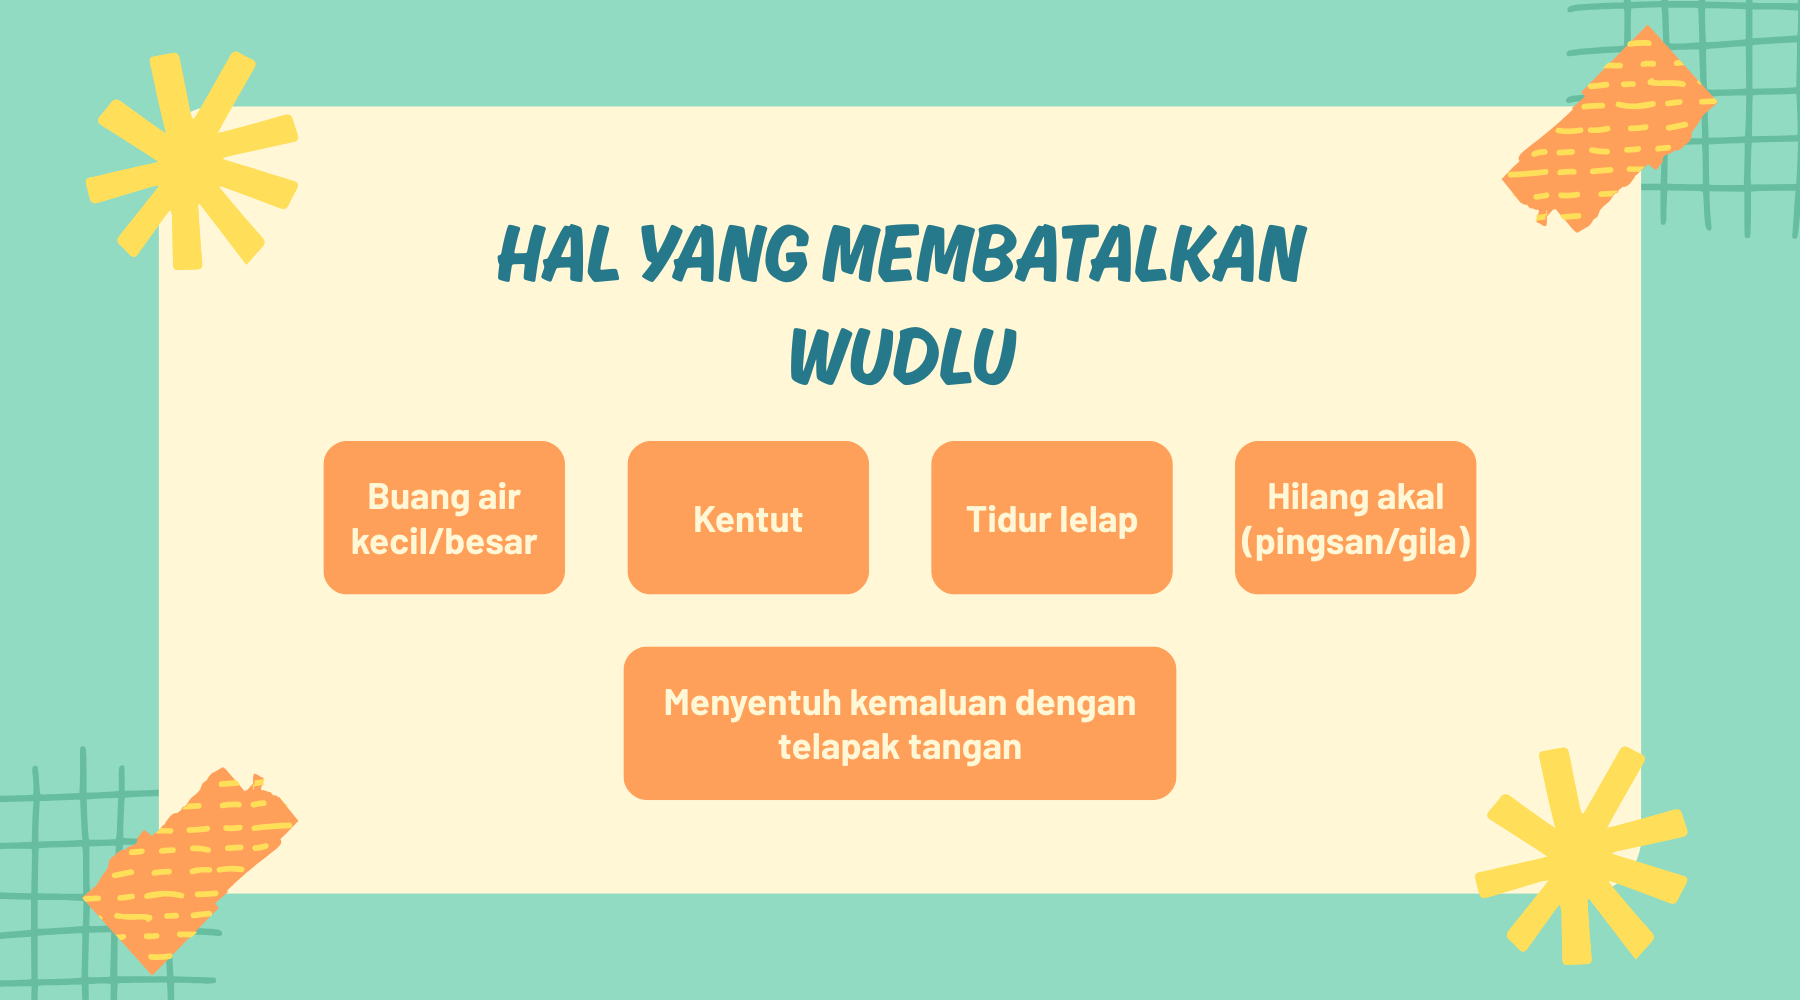 HAL YANG MEMBATALKAN
WUDLU
Buang air
kecil/besar
Kentut
Tidur lelap
Hilang akal
(pingsan/gila)
Menyentuh kemaluan dengan
telapak tangan